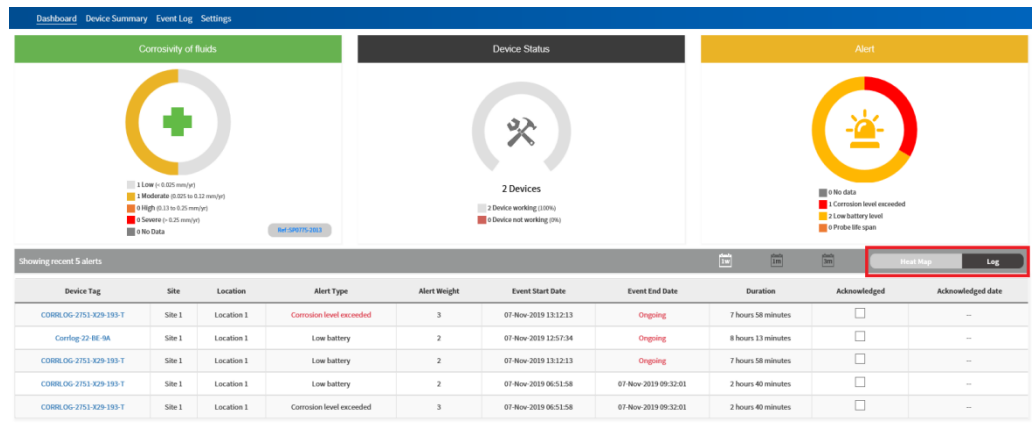 Dashboard Device Summary Event Log Settings
Corrosivity of fluids
1 Low (< 0.025 mm/yr)
1 Moderate (0.025 to 0.12 mm/yr)
0 High (0.13 to 0.25 mm/yr)
0 Severe (> 0.25 mm/yr)
0 No Data
Ref:SP0775-2013
Device Status
2 Devices
2 Device working (100%)
0 Device not working (0%)
Alert
0 No data
1 Corrosion level exceeded
2 Low battery level
0 Probe life span
Showing recent 5 alerts 1w 1m 3m Heat Map Log
Device Tag Site Location Alert Type Alert Weight Event Start Date Event End Date Duration Acknowledged Acknowledged date
CORRLOG-2751-X29-193-T Site 1 Location 1 Corrosion level exceeded 3 07-Nov-2019 13:12:13 Ongoing 7 hours 58 minutes --
Corrlog-22-BE-9A Site 1 Location 1 Low battery 2 07-Nov-2019 12:57:34 Ongoing 8 hours 13 minutes --
CORRLOG-2751-X29-193-T Site 1 Location 1 Low battery 2 07-Nov-2019 13:12:13 Ongoing 7 hours 58 minutes --
CORRLOG-2751-X29-193-T Site 1 Location 1 Low battery 2 07-Nov-2019 06:51:58 07-Nov-2019 09:32:01 2 hours 40 minutes --
CORRLOG-2751-X29-193-T Site 1 Location 1 Corrosion level exceeded 3 07-Nov-2019 06:51:58 07-Nov-2019 09:32:01 2 hours 40 minutes --